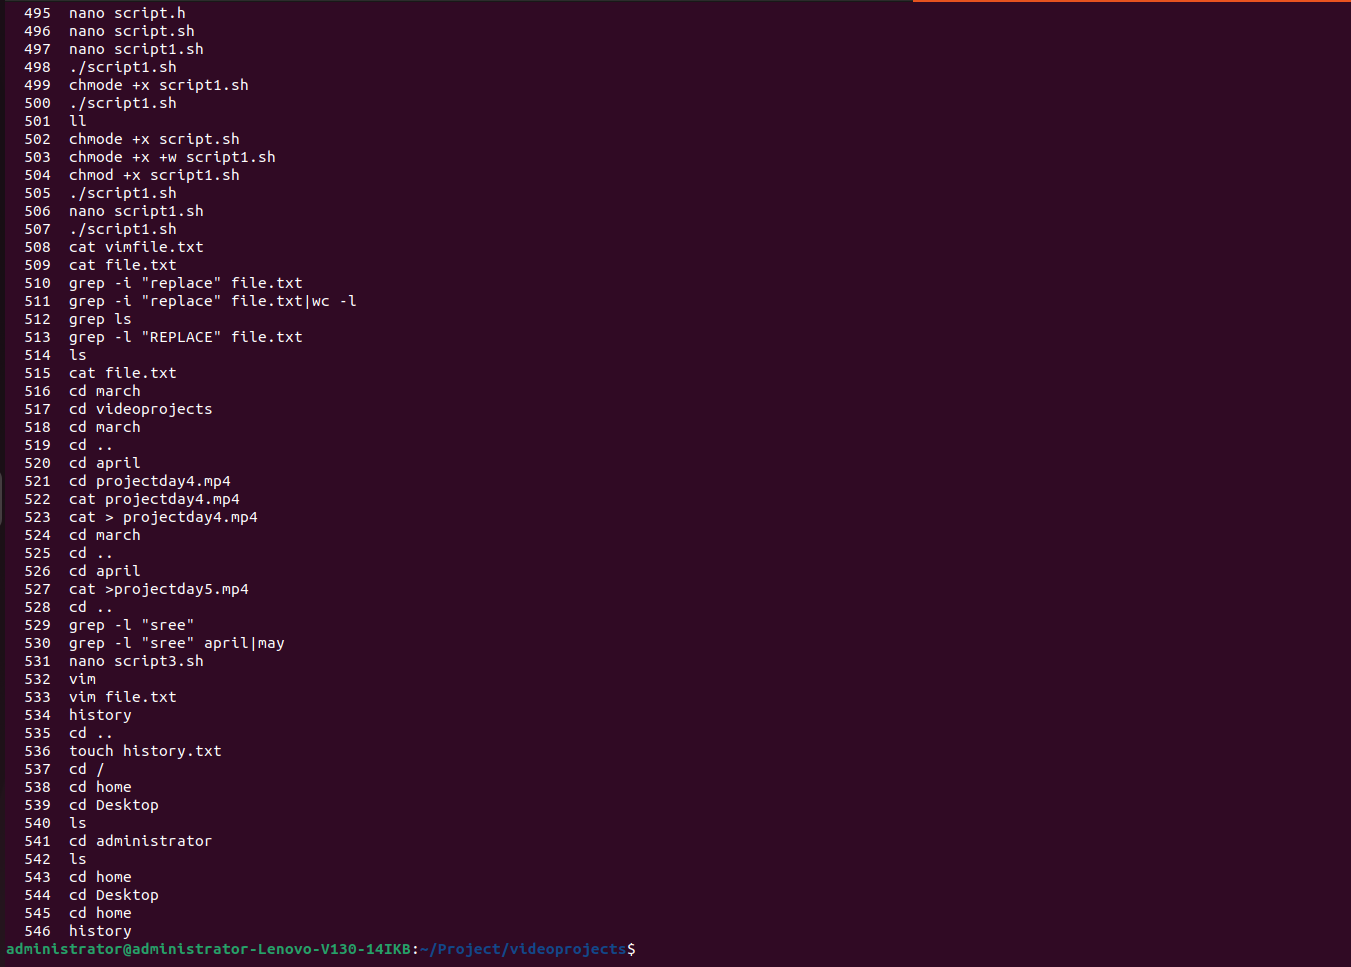 495 nano script.h
496 nano script.sh
497 nano script1.sh
498 ./script1.sh
499 chmode +x script1.sh
500 ./script1.sh
501 ll
502 chmode +x script.sh
503 chmode +x +w script1.sh
504 chmod +x script1.sh
505 ./script1.sh
506 nano script1.sh
507 ./script1.sh
508 cat vimfile.txt
509 cat file.txt
510 grep -i "replace" file.txt
511 grep -i "replace" file.txt|wc -l
512 grep ls
513 grep -l "REPLACE" file.txt
514 ls
515 cat file.txt
516 cd march
517 cd videoprojects
518 cd march
519 cd ..
520 cd april
521 cd projectday4.mp4
522 cat projectday4.mp4
523 cat > projectday4.mp4
524 cd march
525 cd ..
526 cd april
527 cat >projectday5.mp4
528 cd ..
529 grep -l "sree"
530 grep -l "sree" april|may
531 nano script3.sh
532 vim
533 vim file.txt
534 history
535 cd ..
536 touch history.txt
537 cd /
538 cd home
539 cd Desktop
540 ls
541 cd administrator
542 ls
543 cd home
544 cd Desktop
545 cd home
546 history
administrator@administrator-Lenovo-V130-14IKB:~/Project/videoprojects$